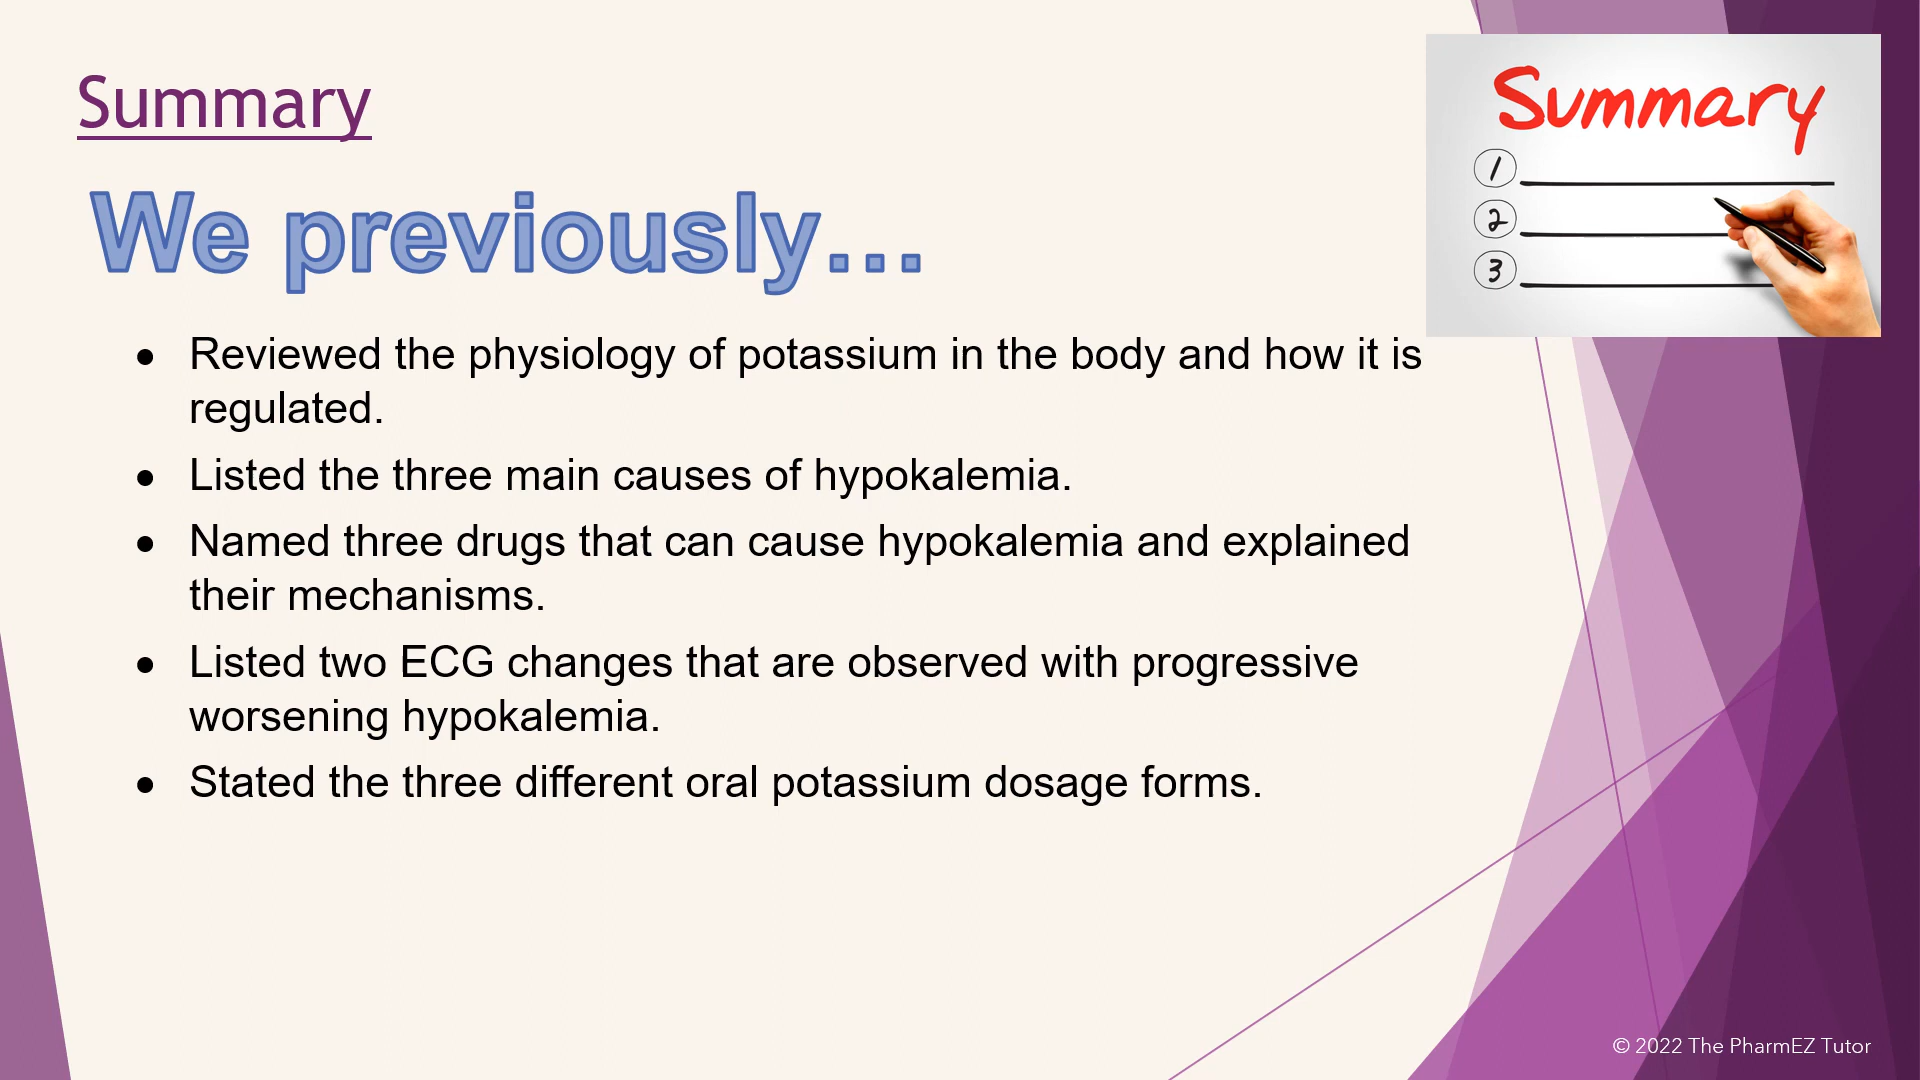 Summary
We previously...
● Reviewed the physiology of potassium in the body and how it is
regulated.
● Listed the three main causes of hypokalemia.
● Named three drugs that can cause hypokalemia and explained
their mechanisms.
● Listed two ECG changes that are observed with progressive
worsening hypokalemia.
● Stated the three different oral potassium dosage forms.
Summary
1
2
3
© 2022 The PharmEZ Tutor